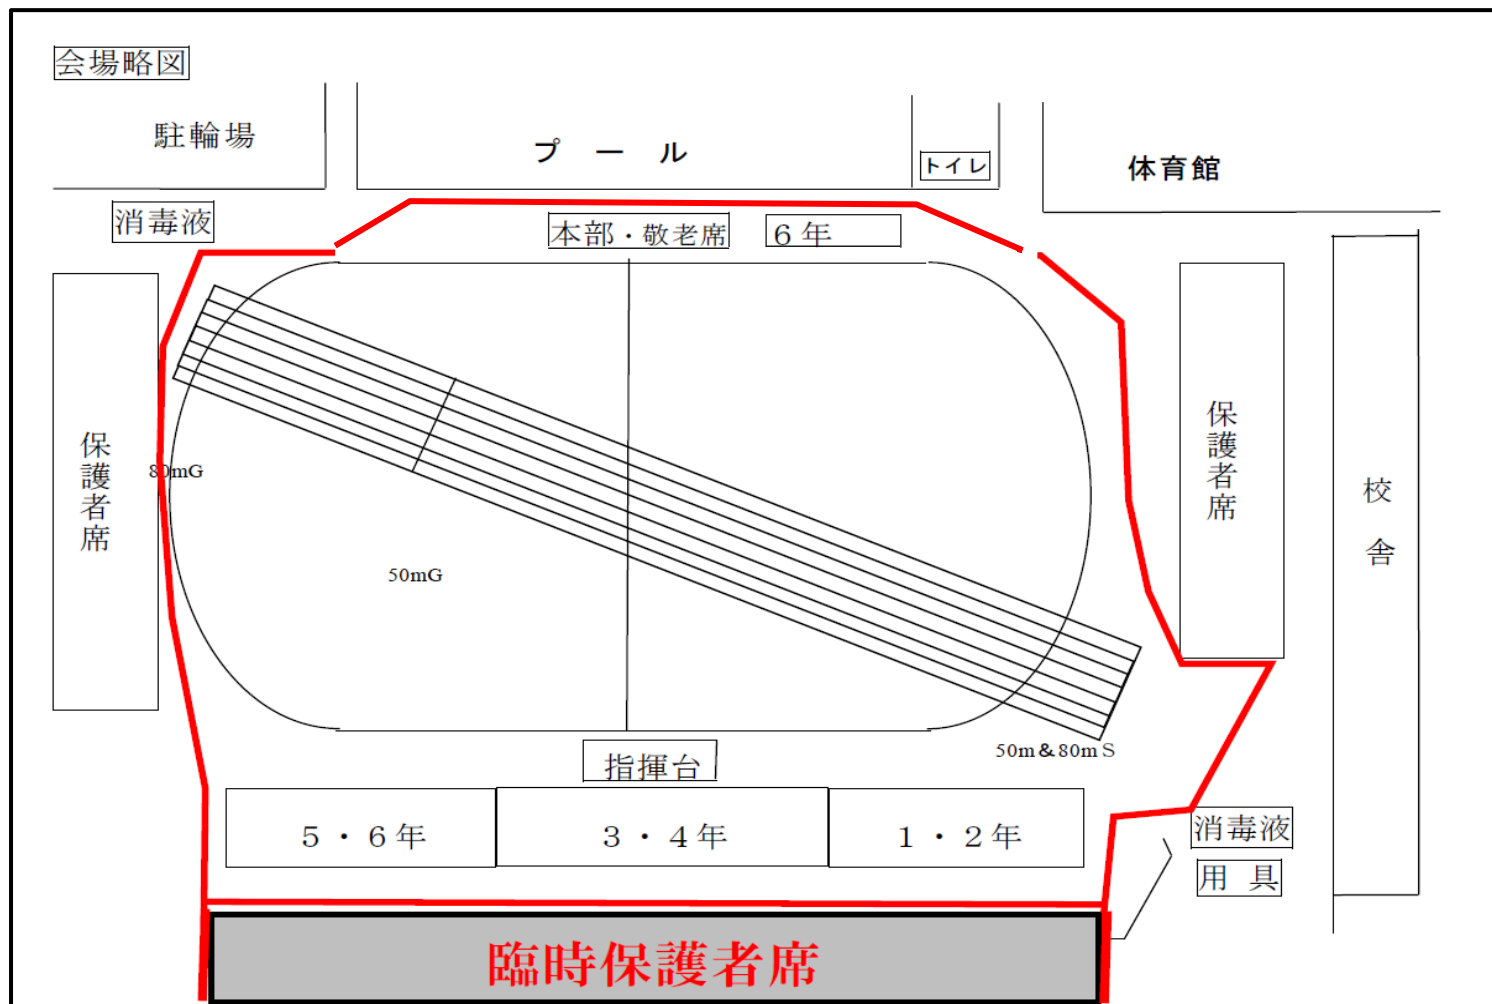 会場略図
駐輪場
プール
トイレ
体育館
消毒液
本部・敬老席
６年
保護者席
保護者席
校舎
80mG
50mG
50m＆80mＳ
指揮台
５・６年
３・４年
１・２年
消毒液
用具
臨時保護者席